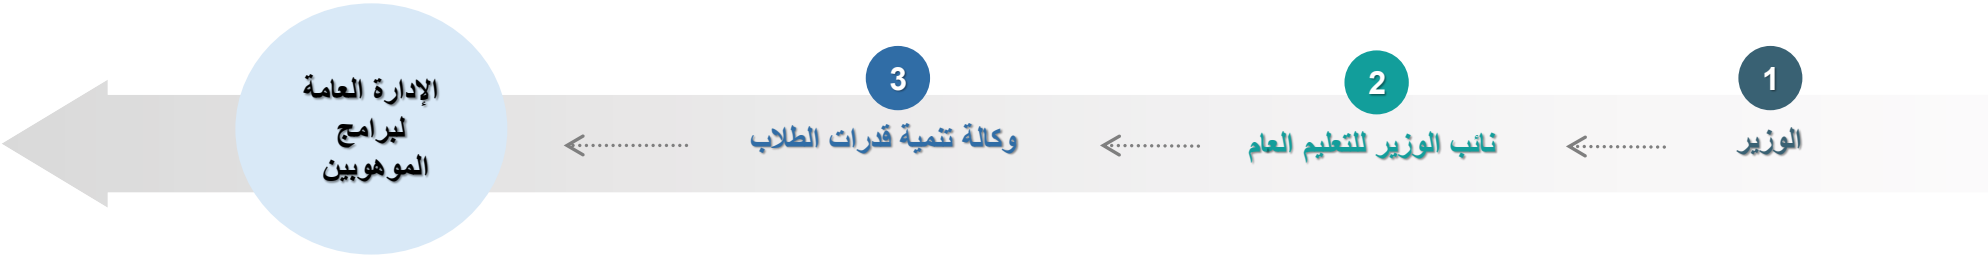 1
الوزير
2
نائب الوزير للتعليم العام
3
وكالة تنمية قدرات الطلاب
الإدارة العامة
لبرامج
الموهوبين